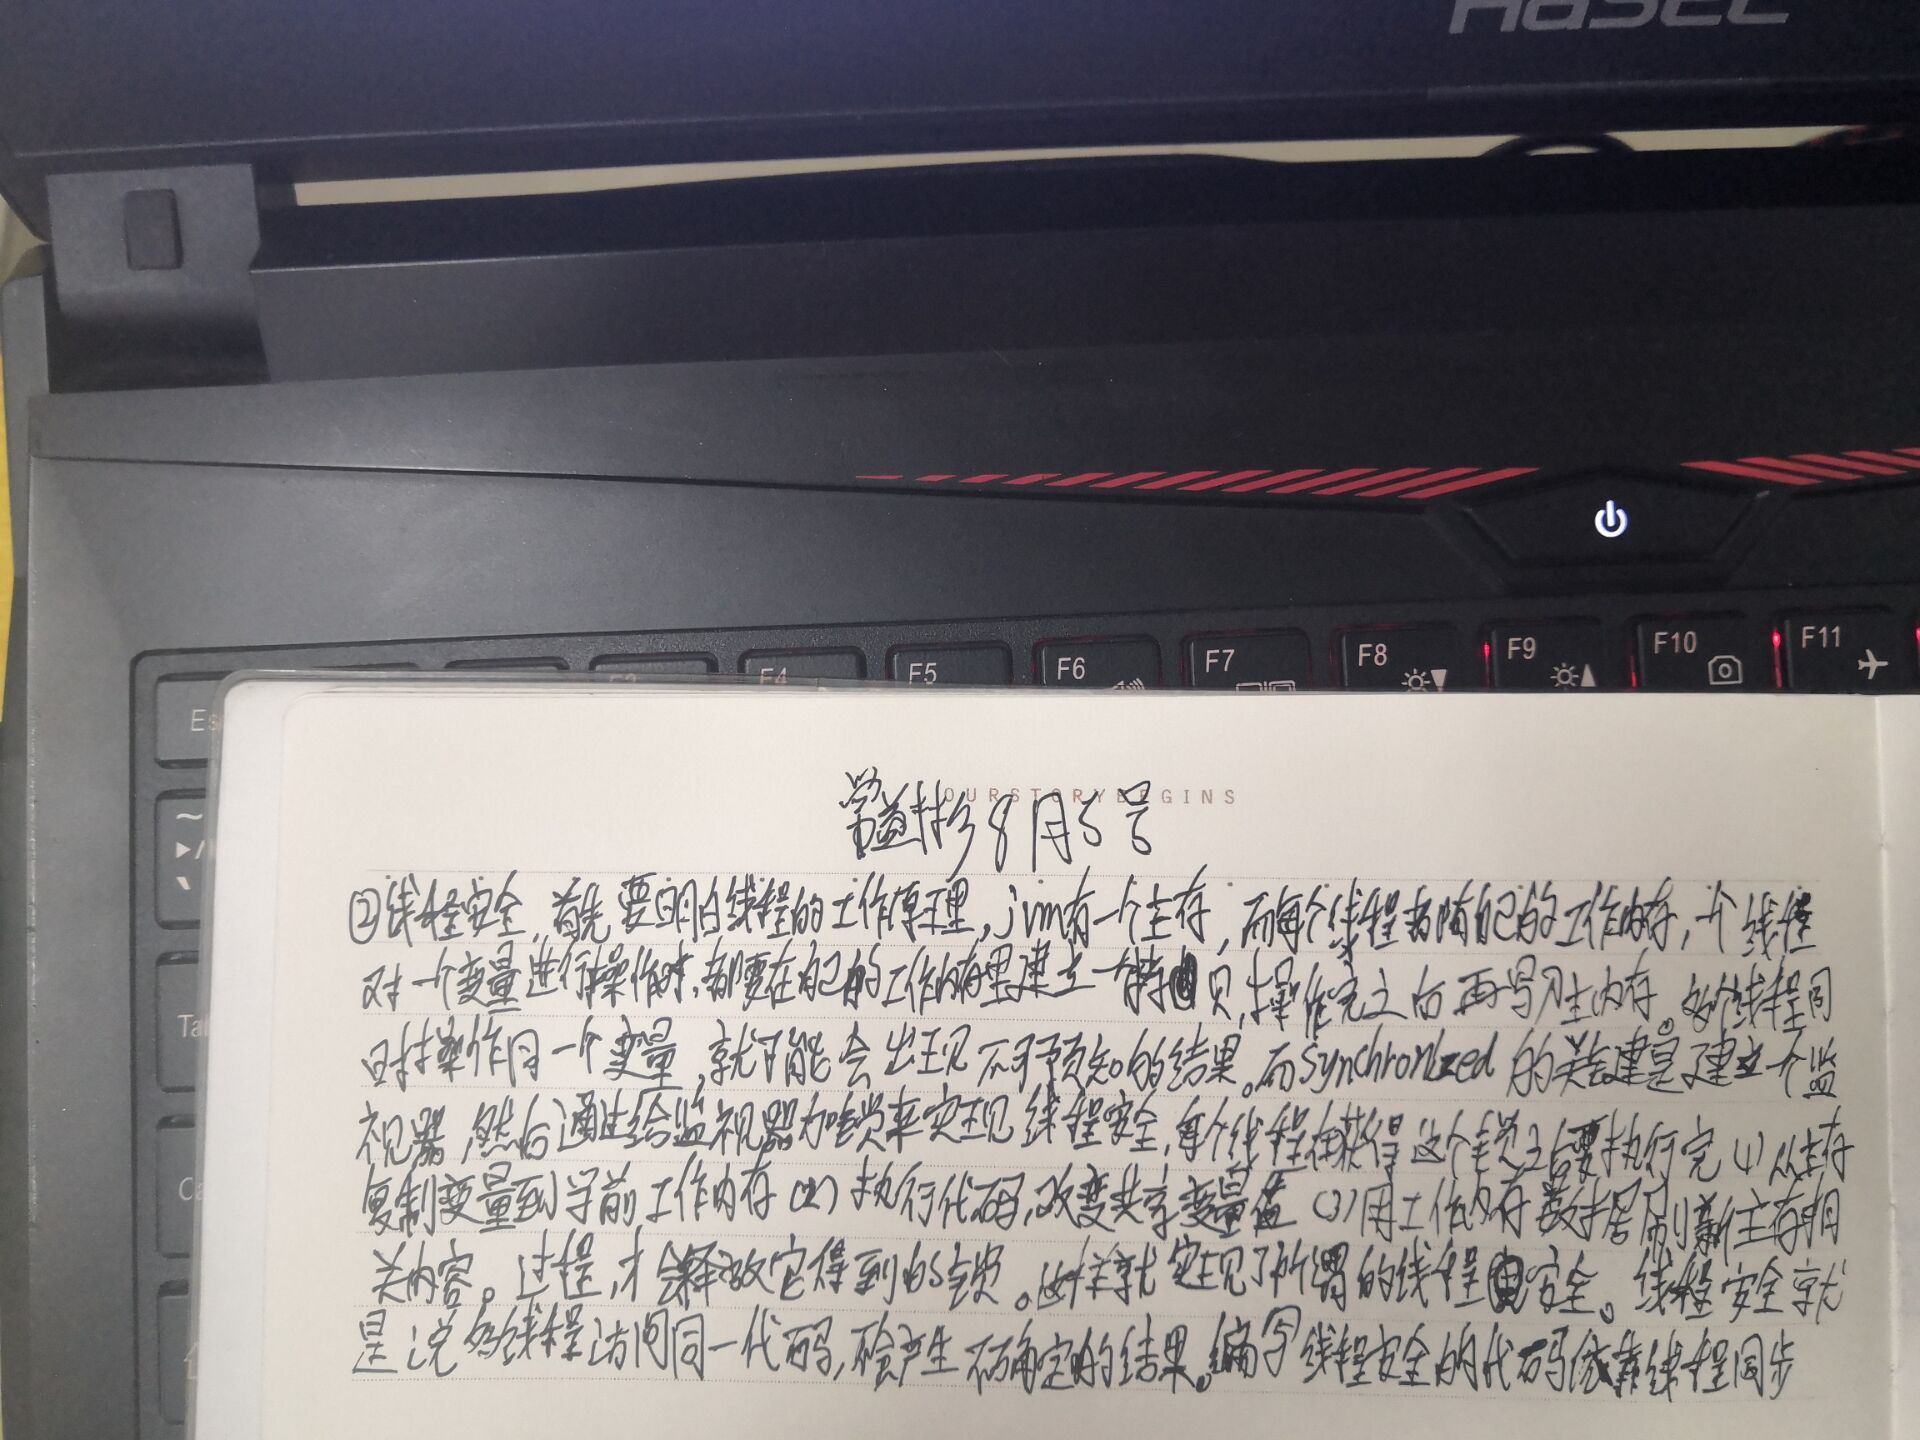 HASEE
F4
F5
F6
F7
F8
F9
F10
F11
OURSTORYBEGINS
8月5号
②线程安全,首先要明白线程的工作原理,jvm有一个主存,而每个线程都有自己的工作内存,一个线程
对一个变量进行操作时,都要在自己的工作内存里建立一个拷贝,操作完之后再写入主内存。多个线程同
时操作同一个变量,就可能会出现不可预知的结果。而synchronized的关键是建立一个监
视器,然后通过给监视器加锁来实现线程安全,每个线程在获得这个锁之后要执行完(1)从主存
复制变量到当前工作内存(2)执行代码,改变共享变量值(3)用工作内存数据刷新主存相
关内容。过程,才会释放它得到的锁。这样就实现了所谓的线程安全。线程安全就
是说多线程访问同一代码,不会产生不确定的结果。编写线程安全的代码依靠线程同步